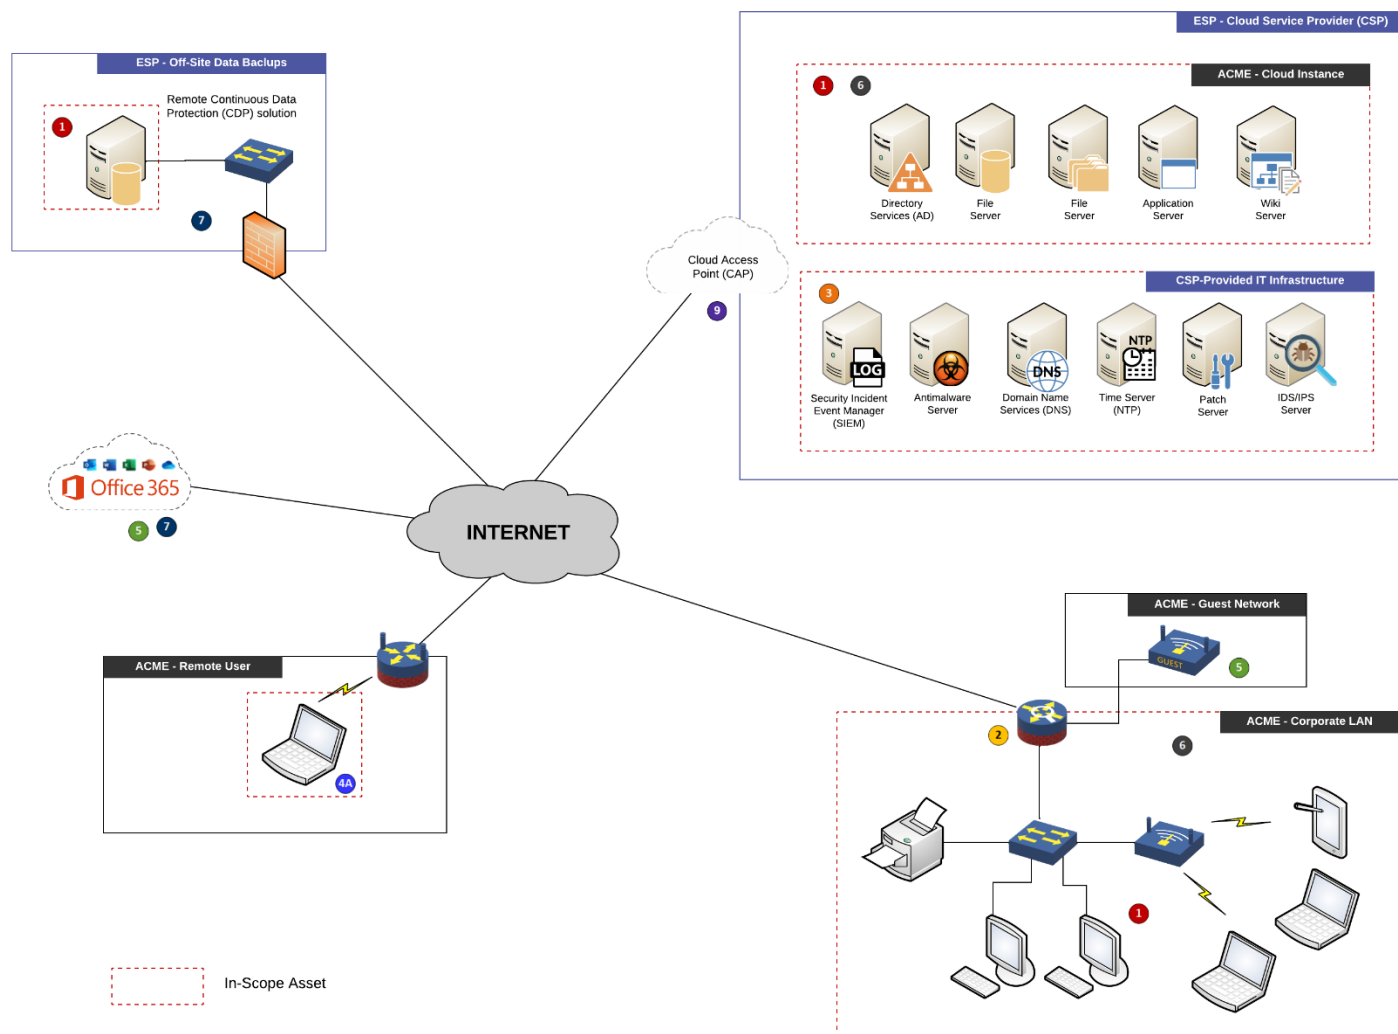 ESP - Cloud Service Provider (CSP)
ESP - Off-Site Data Baclups
ACME - Cloud Instance
Remote Continuous Data
Protection (CDP) solution
1
1
6
Directory
Services (AD)
File
Server
File
Server
Application
Server
Wiki
Server
7
Cloud Access
Point (CAP)
9
CSP-Provided IT Infrastructure
3
LOG
DNS
NTP
Security Incident
Event Manager
(SIEM)
Antimalware
Server
Domain Name
Services (DNS)
Time Server
(NTP)
Patch
Server
IDS/IPS
Server
Office 365
5
7
INTERNET
ACME - Guest Network
GUEST
5
ACME - Remote User
4A
ACME - Corporate LAN
2
6
1
In-Scope Asset